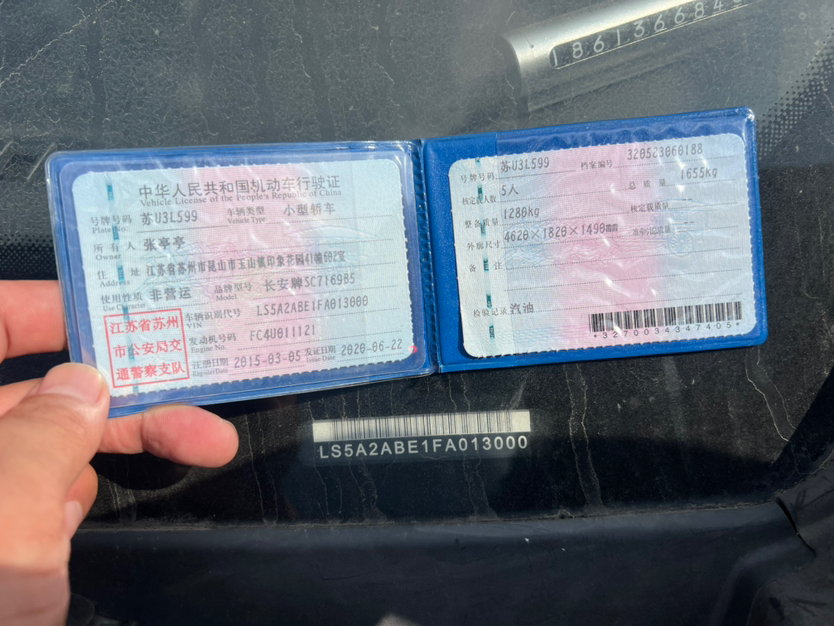 186136684
中华人民共和国机动车行驶证
Vehicle License of the People's Republic of China
号牌号码 苏U3L599 车辆类型 小型轿车
Plate No. Vehicle Type
所有人 张亭亭
Owner
住址 江苏省苏州市昆山市玉山镇印象花园41幢602室
Address
使用性质 非营运 品牌型号 长安牌SC7169B5
Use Character Model
江苏省苏州
市公安局交
通警察支队
车辆识别代号 LS5A2ABE1FA013000
VIN
发动机号码 FC4U011121
Engine No.
注册日期 2015-03-05 发证日期 2020-06-22
Register Date Issue Date
号牌号码 苏U3L599 档案编号 320523060188
核定载人数 5人 总质量 1655kg
整备质量 1280kg 核定载质量 --
外廓尺寸 4620×1820×1490mm 准牵引总质量 --
备注
检验记录 汽油
*3270034347405*
LS5A2ABE1FA013000